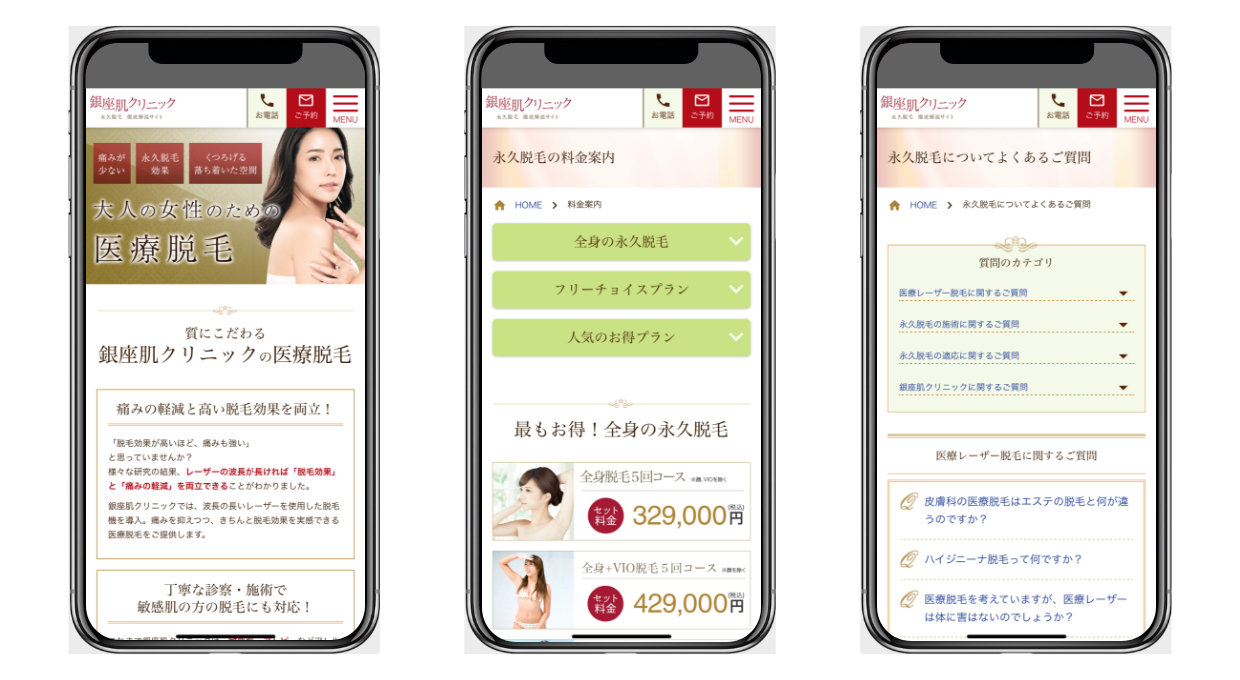 銀座肌クリニック
永久脱毛 徹底解説サイト
お電話
ご予約
MENU
痛みが
少ない
永久脱毛
効果
くつろげる
落ち着いた空間
大人の女性のための
医療脱毛
質にこだわる
銀座肌クリニックの医療脱毛
痛みの軽減と高い脱毛効果を両立！
「脱毛効果が高いほど、痛みも強い」
と思っていませんか？
様々な研究の結果、レーザーの波長が長ければ「脱毛効果」
と「痛みの軽減」を両立できることがわかりました。
銀座肌クリニックでは、波長の長いレーザーを使用した脱毛
機を導入。痛みを抑えつつ、きちんと脱毛効果を実感できる
医療脱毛をご提供します。
丁寧な診察・施術で
敏感肌の方の脱毛にも対応！
銀座肌クリニック
永久脱毛 徹底解説サイト
お電話
ご予約
MENU
永久脱毛の料金案内
HOME
料金案内
全身の永久脱毛
フリーチョイスプラン
人気のお得プラン
最もお得！全身の永久脱毛
全身脱毛5回コース ※顔、VIOを除く
セット
料金
329,000円
(税込)
全身+VIO脱毛５回コース ※顔を除く
セット
料金
429,000円
(税込)
銀座肌クリニック
永久脱毛 徹底解説サイト
お電話
ご予約
MENU
永久脱毛についてよくあるご質問
HOME
永久脱毛についてよくあるご質問
質問のカテゴリ
医療レーザー脱毛に関するご質問
永久脱毛の施術に関するご質問
永久脱毛の適応に関するご質問
銀座肌クリニックに関するご質問
医療レーザー脱毛に関するご質問
Q 皮膚科の医療脱毛はエステの脱毛と何が違
うのですか？
Q ハイジニーナ脱毛って何ですか？
Q 医療脱毛を考えていますが、医療レーザー
は体に害はないのでしょうか？